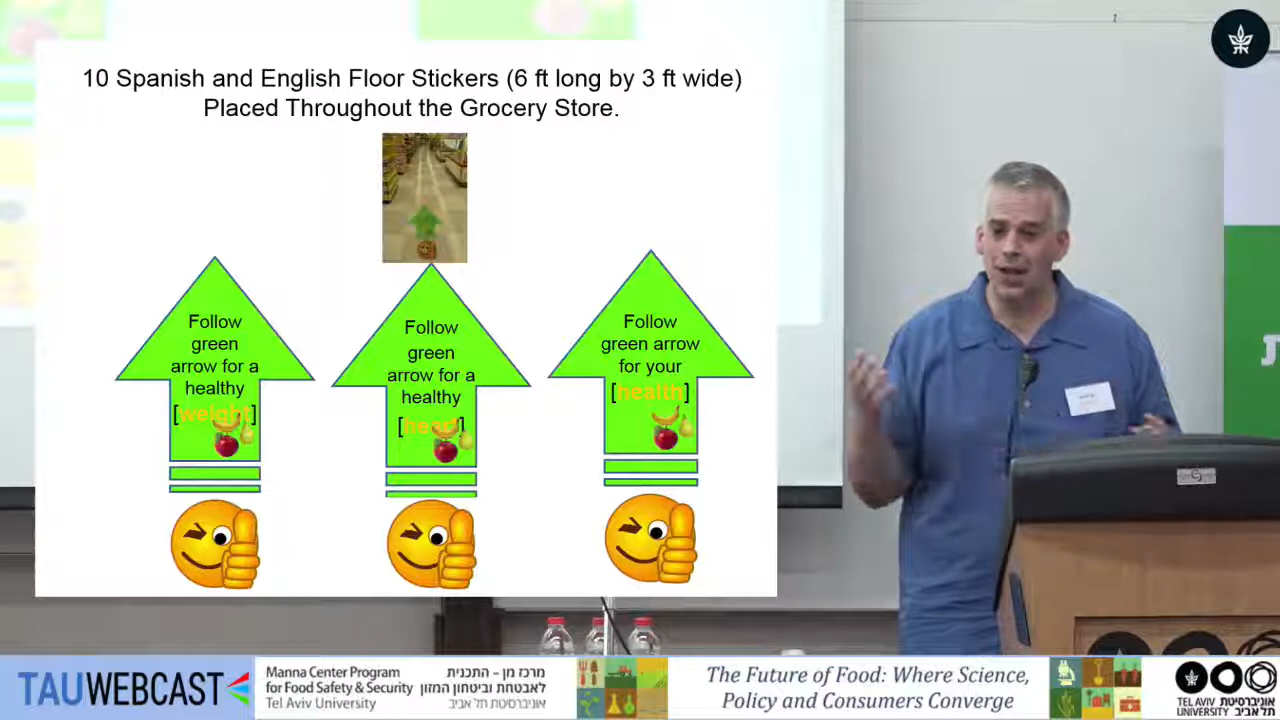 10 Spanish and English Floor Stickers (6 ft long by 3 ft wide)
Placed Throughout the Grocery Store.
Follow
green
arrow for a
healthy
[weight]
Follow
green
arrow for a
healthy
[heart]
Follow
green arrow
for your
[health]
TAUWEBCAST
Manna Center Program
for Food Safety & Security
Tel Aviv University
מרכז מן – התכנית
לאבטחת וביטחון המזון
אוניברסיטת תל אביב
The Future of Food: Where Science,
Policy and Consumers Converge
TEL AVIV אוניברסיטת
UNIVERSITY תל אביב